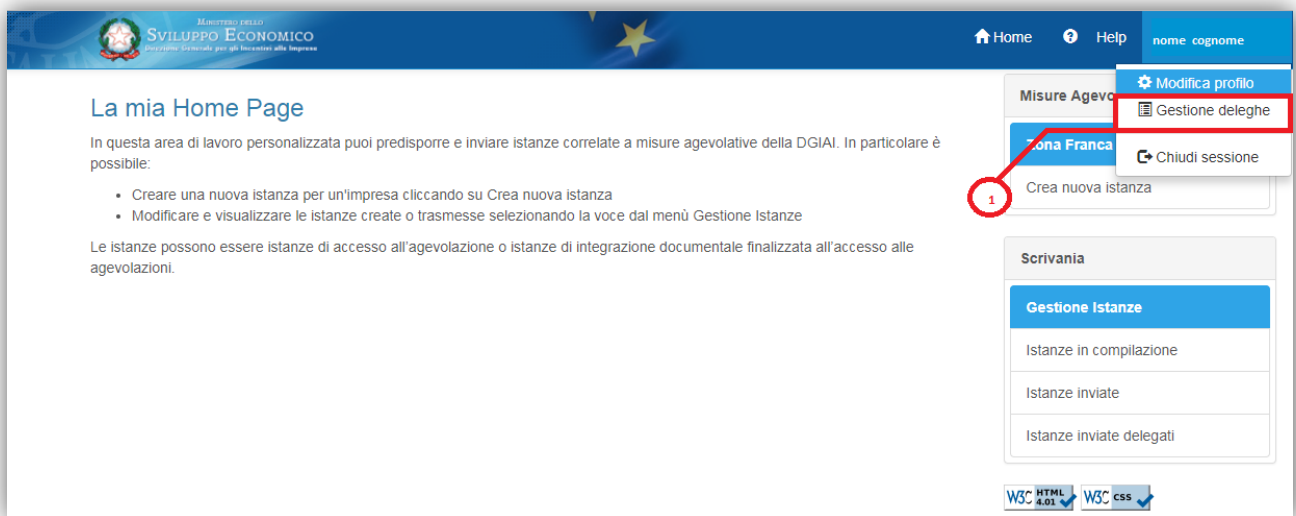 MINISTERO DELLO
SVILUPPO ECONOMICO
Direzione Generale per gli Incentivi alle Imprese
Home
Help
nome cognome
Modifica profilo
Gestione deleghe
Chiudi sessione
La mia Home Page
In questa area di lavoro personalizzata puoi predisporre e inviare istanze correlate a misure agevolative della DGIAI. In particolare è
possibile:
Creare una nuova istanza per un'impresa cliccando su Crea nuova istanza
Modificare e visualizzare le istanze create o trasmesse selezionando la voce dal menù Gestione Istanze
Le istanze possono essere istanze di accesso all'agevolazione o istanze di integrazione documentale finalizzata all'accesso alle
agevolazioni.
Misure Agevo
Zona Franca
Crea nuova istanza
1
Scrivania
Gestione Istanze
Istanze in compilazione
Istanze inviate
Istanze inviate delegati
W3C HTML 4.01
W3C css